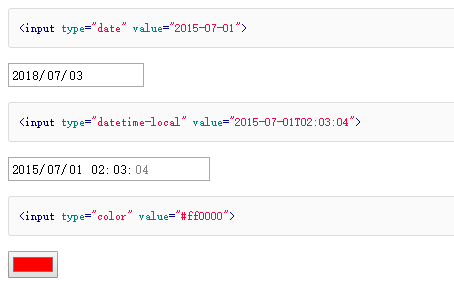 <input type="date" value="2015-07-01">
2018/07/03
<input type="datetime-local" value="2015-07-01T02:03:04">
2015/07/01 02:03:04
<input type="color" value="#ff0000">